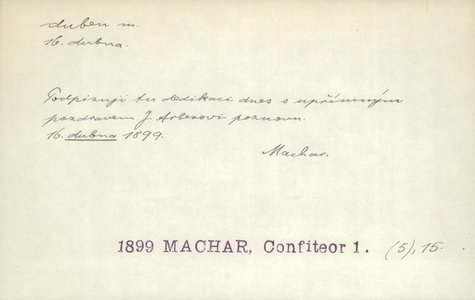 duben m.
16. dubna.
Podpisuji tu dedikaci dnes s upřímným
pozdravem J. Arbesovi poznovu.
16. dubna 1899.
Machar.
1899 MACHAR, Confiteor 1. (5), 15.